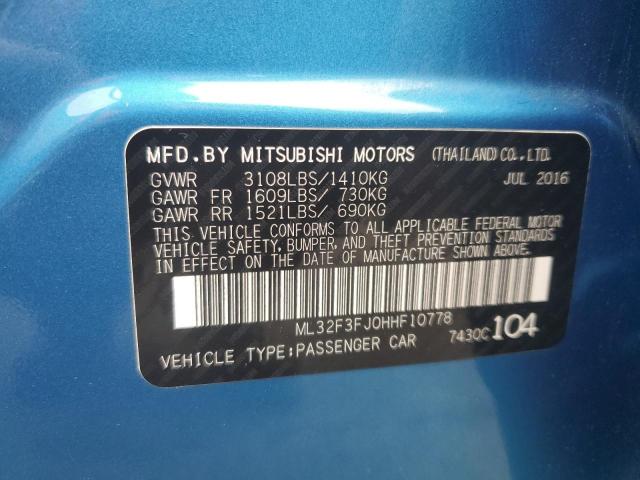 MFD.BY MITSUBISHI MOTORS (THAILAND)CO.,LTD.
GVWR 3108LBS/1410KG JUL 2016
GAWR FR 1609LBS/ 730KG
GAWR RR 1521LBS/ 690KG
THIS VEHICLE CONFORMS TO ALL APPLICABLE FEDERAL MOTOR
VEHICLE SAFETY, BUMPER, AND THEFT PREVENTION STANDARDS
IN EFFECT ON THE DATE OF MANUFACTURE SHOWN ABOVE.
ML32F3FJ0HHF10778
VEHICLE TYPE:PASSENGER CAR 7430C 104